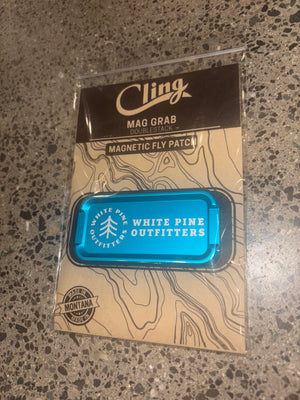 Cling
MAG GRAB
DOUBLESTACK
MAGNETIC FLY PATCH
WHITE PINE
OUTFITTERS
WHITE PINE
OUTFITTERS
MADE IN
MONTANA